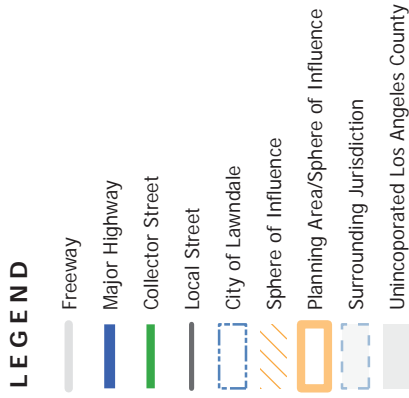 LEGEND
Freeway
Major Highway
Collector Street
Local Street
City of Lawndale
Sphere of Influence
Planning Area/Sphere of Influence
Surrounding Jurisdiction
Unincorporated Los Angeles County